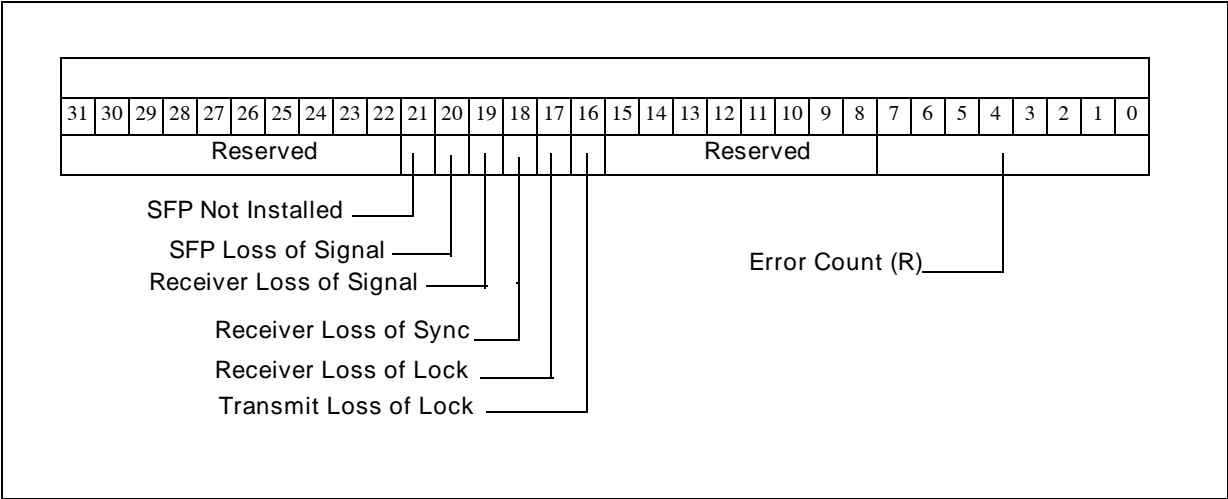 31 30 29 28 27 26 25 24 23 22 21 20 19 18 17 16 15 14 13 12 11 10 9 8 7 6 5 4 3 2 1 0
Reserved Reserved
SFP Not Installed
SFP Loss of Signal
Error Count (R)
Receiver Loss of Signal
Receiver Loss of Sync
Receiver Loss of Lock
Transmit Loss of Lock